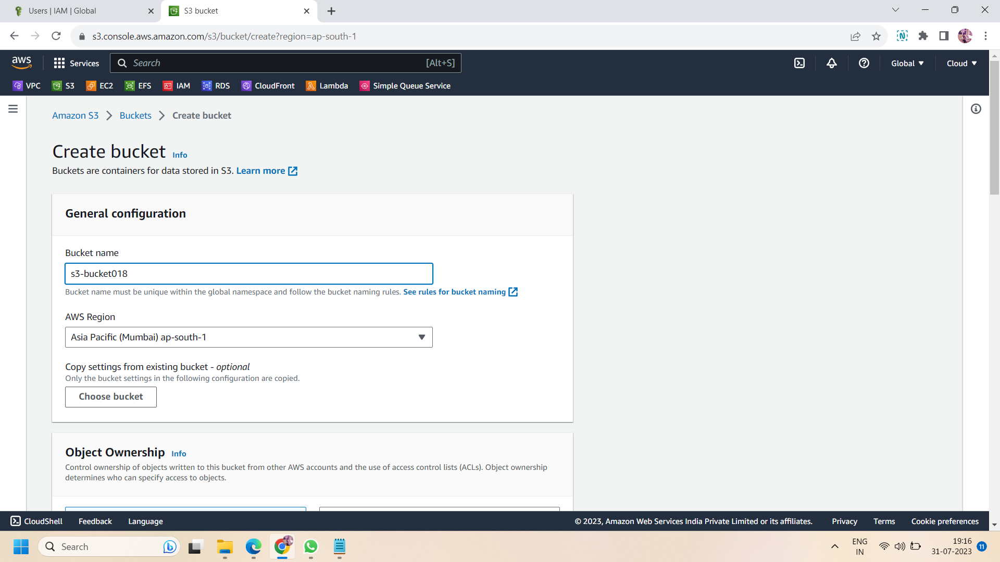 Users | IAM | Global
S3 bucket
s3.console.aws.amazon.com/s3/bucket/create?region=ap-south-1
aws
Services
Search
[Alt+S]
Global
Cloud
VPC
S3
EC2
EFS
IAM
RDS
CloudFront
Lambda
Simple Queue Service
Amazon S3
Buckets
Create bucket
Create bucket Info
Buckets are containers for data stored in S3. Learn more
General configuration
Bucket name
s3-bucket018
Bucket name must be unique within the global namespace and follow the bucket naming rules. See rules for bucket naming
AWS Region
Asia Pacific (Mumbai) ap-south-1
Copy settings from existing bucket - optional
Only the bucket settings in the following configuration are copied.
Choose bucket
Object Ownership Info
Control ownership of objects written to this bucket from other AWS accounts and the use of access control lists (ACLs). Object ownership
determines who can specify access to objects.
CloudShell
Feedback
Language
© 2023, Amazon Web Services India Private Limited or its affiliates.
Privacy
Terms
Cookie preferences
Search
ENG
IN
19:16
31-07-2023
11